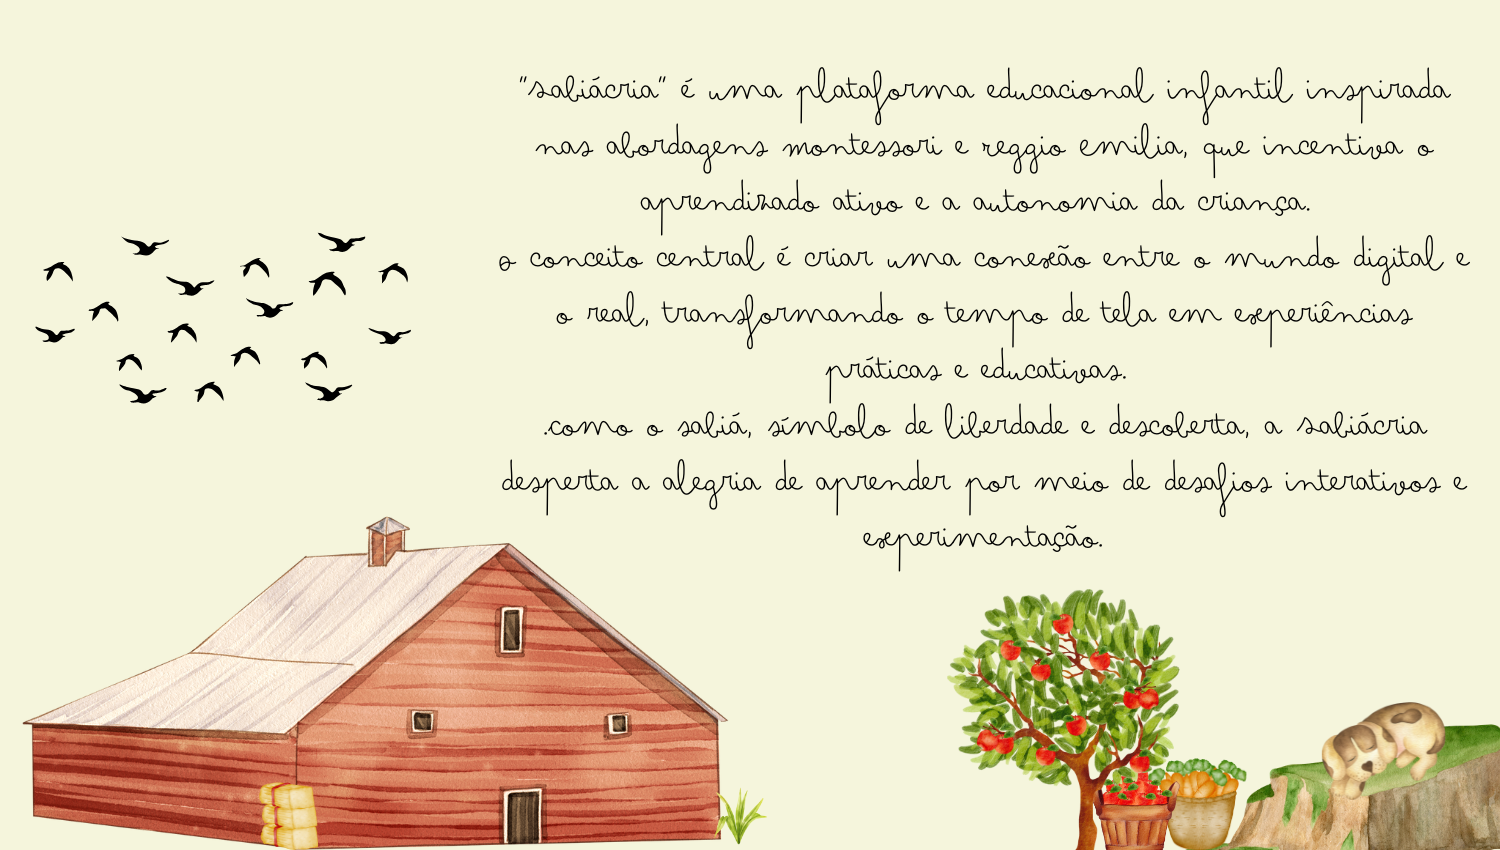 "sabiácria" é uma plataforma educacional infantil inspirada
nas abordagens montessori e reggio emilia, que incentiva o
aprendizado ativo e a autonomia da criança.
o conceito central é criar uma conexão entre o mundo digital e
o real, transformando o tempo de tela em experiências
práticas e educativas.
.como o sabiá, símbolo de liberdade e descoberta, a sabiácria
desperta a alegria de aprender por meio de desafios interativos e
experimentação.